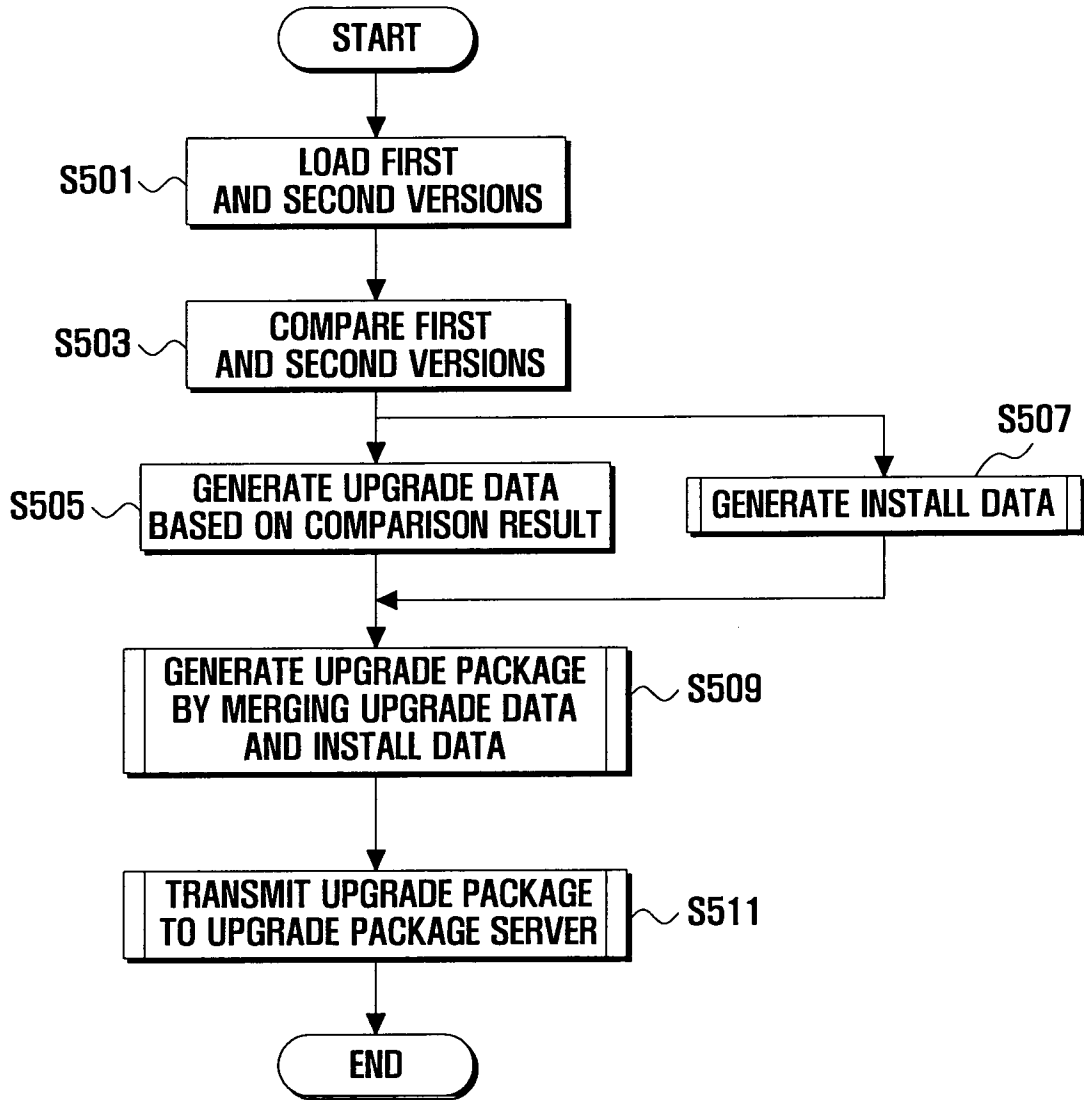 START
S501
LOAD FIRST
AND SECOND VERSIONS
S503
COMPARE FIRST
AND SECOND VERSIONS
S507
S505
GENERATE UPGRADE DATA
BASED ON COMPARISON RESULT
GENERATE INSTALL DATA
GENERATE UPGRADE PACKAGE
BY MERGING UPGRADE DATA
AND INSTALL DATA
S509
TRANSMIT UPGRADE PACKAGE
TO UPGRADE PACKAGE SERVER
S511
END